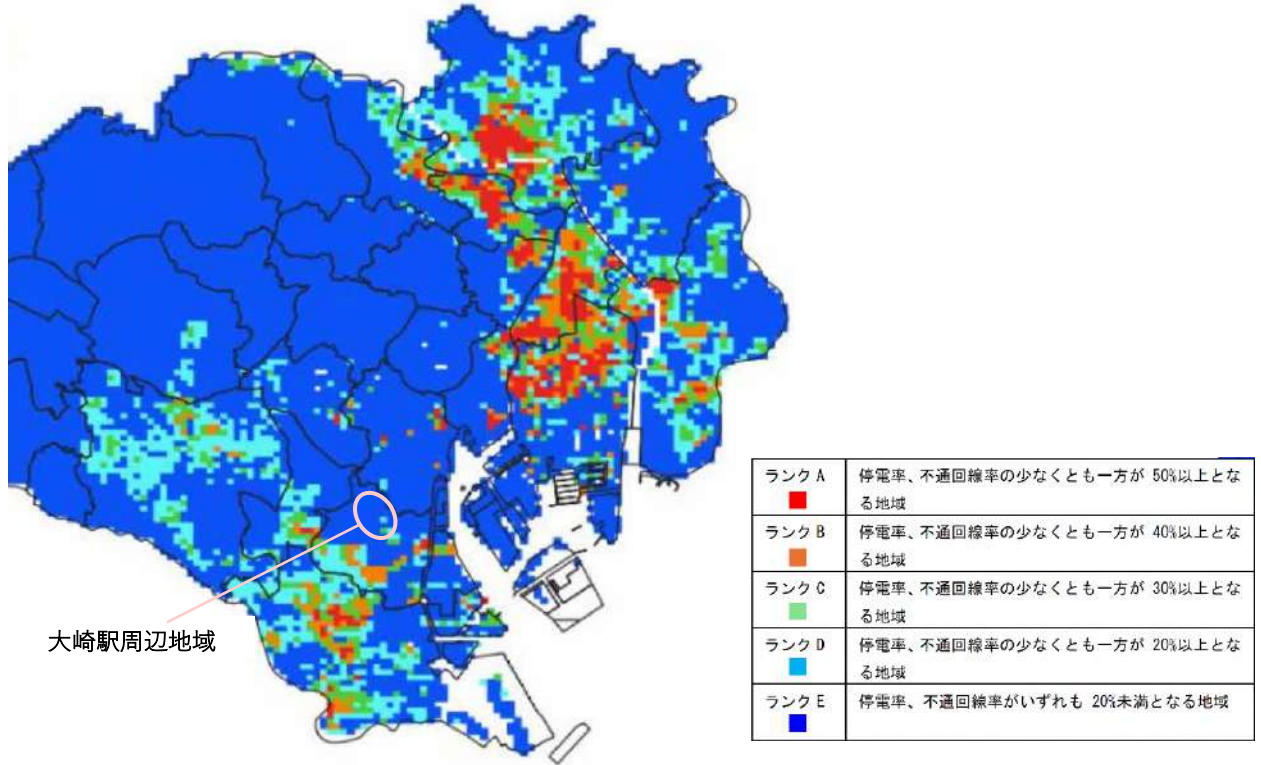 大崎駅周辺地域
ランク A
停電率、不通回線率の少なくとも一方が 50%以上とな
る地域
ランク B
停電率、不通回線率の少なくとも一方が 40%以上とな
る地域
ランク C
停電率、不通回線率の少なくとも一方が 30%以上とな
る地域
ランク D
停電率、不通回線率の少なくとも一方が 20%以上とな
る地域
ランク E
停電率、不通回線率がいずれも 20%未満となる地域